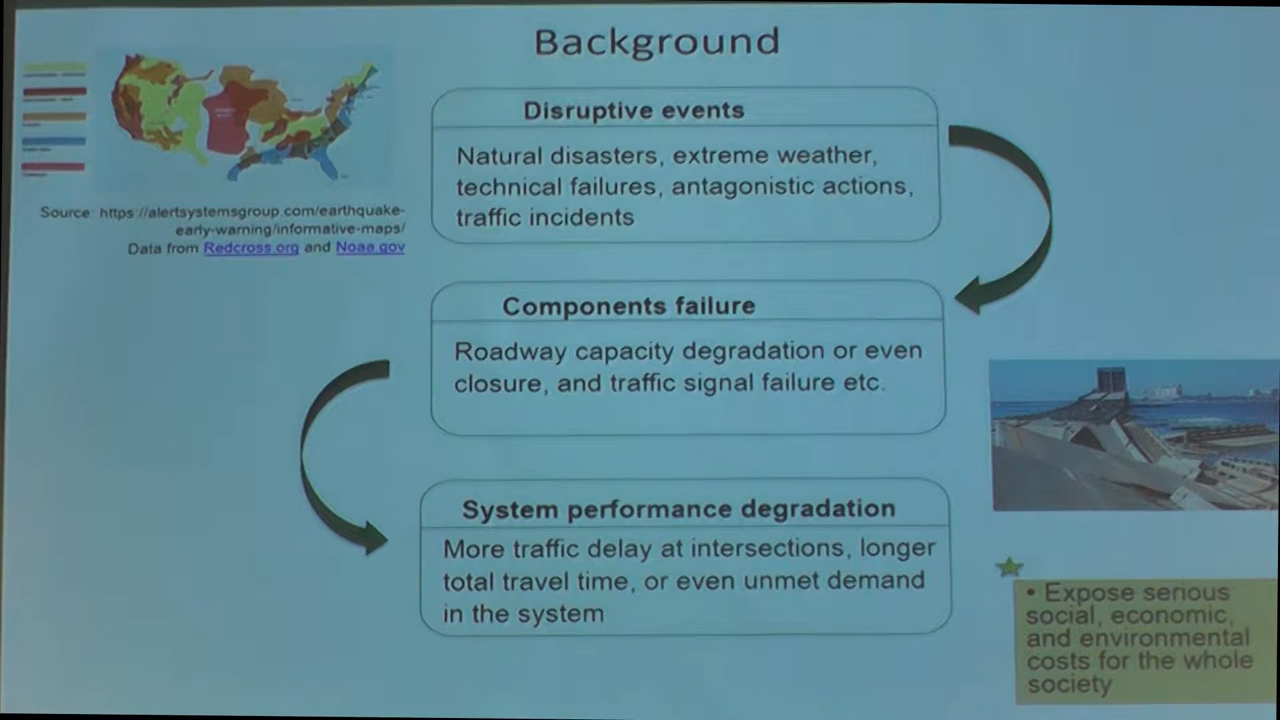 Background
Source: https://alertsystemsgroup.com/earthquake-
early-warning/informative-maps/
Data from Redcross.org and Noaa.gov
Disruptive events
Natural disasters, extreme weather,
technical failures, antagonistic actions,
traffic incidents
Components failure
Roadway capacity degradation or even
closure, and traffic signal failure etc.
System performance degradation
More traffic delay at intersections, longer
total travel time, or even unmet demand
in the system
• Expose serious
social, economic,
and environmental
costs for the whole
society